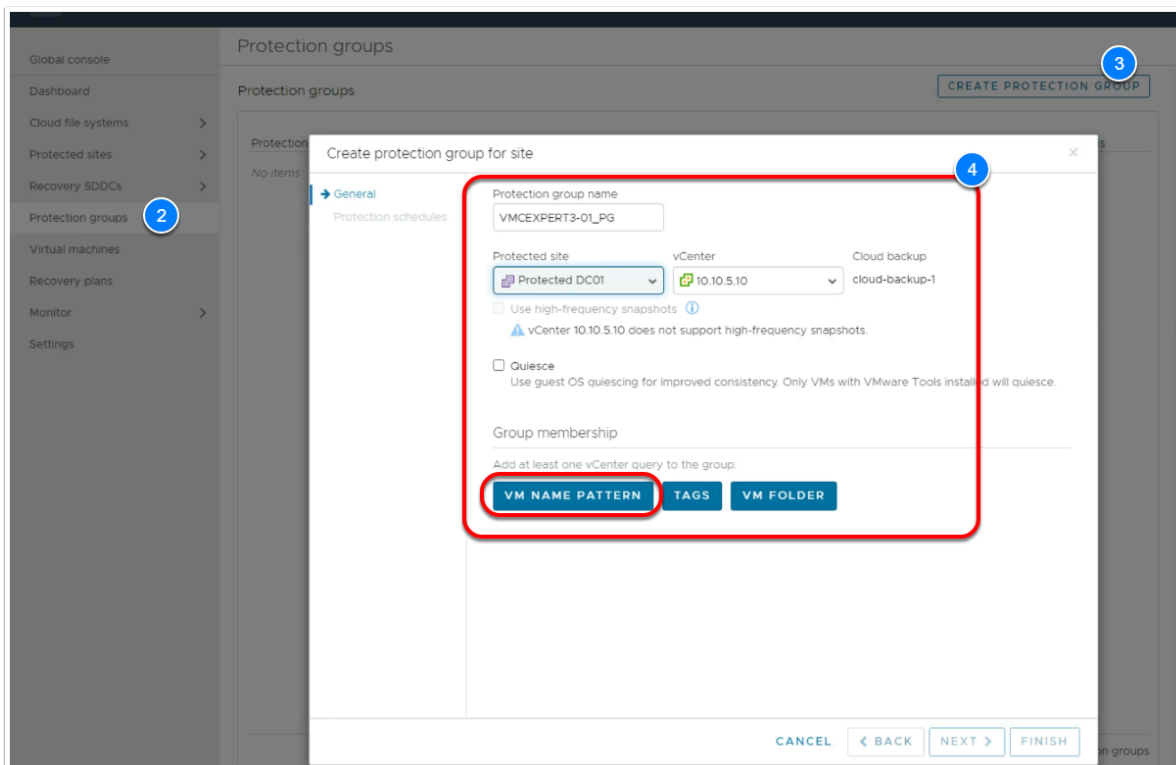 Protection groups
Global console
3
Dashboard
Protection groups
CREATE PROTECTION GROUP
Cloud file systems
Protected sites
Recovery SDDCs
Protection groups
2
Virtual machines
Recovery plans
Monitor
Settings
Protection
s
No items
Create protection group for site
4
General
Protection schedules
Protection group name
VMCEXPERT3-01_PG
Protected site vCenter Cloud backup
Protected DC01 10.10.5.10 cloud-backup-1
Use high-frequency snapshots
vCenter 10.10.5.10 does not support high-frequency snapshots.
Quiesce
Use guest OS quiescing for improved consistency. Only VMs with VMware Tools installed will quiesce.
Group membership
Add at least one vCenter query to the group:
VM NAME PATTERN TAGS VM FOLDER
CANCEL BACK NEXT FINISH
on groups